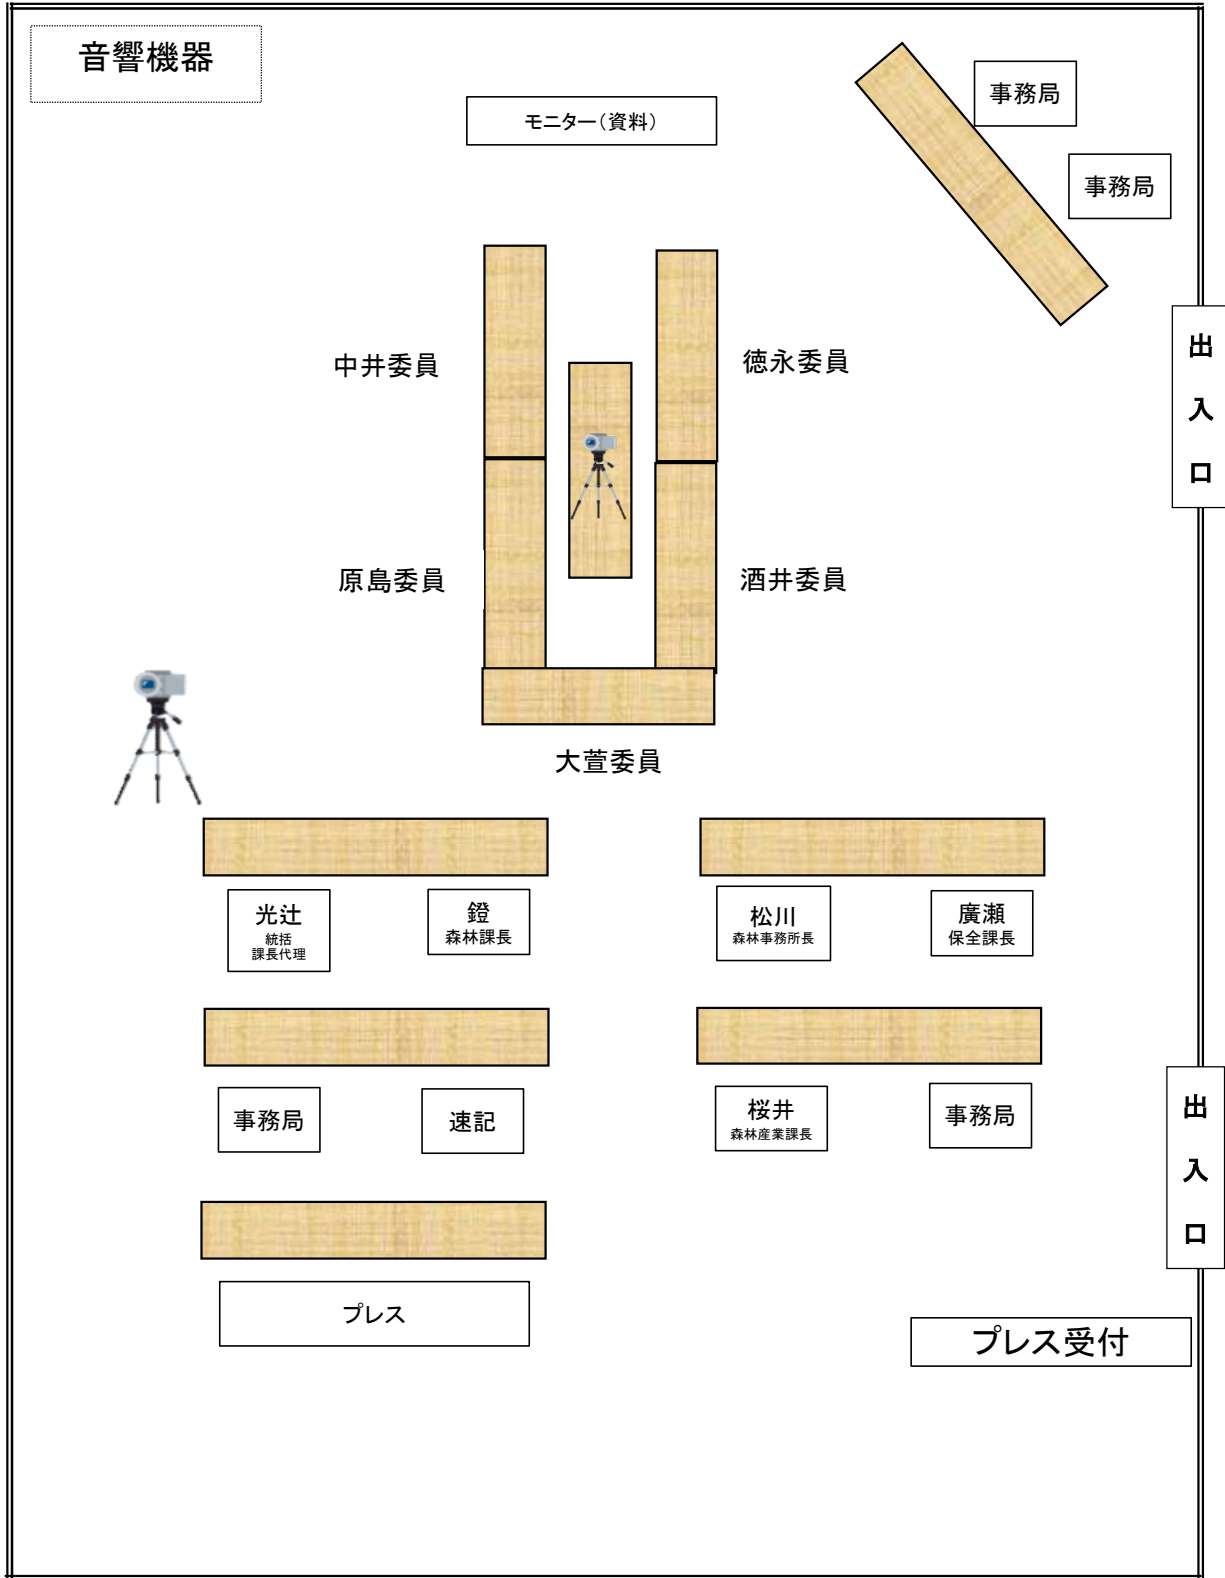 音響機器
モニター(資料)
事務局
事務局
出
入
口
中井委員
徳永委員
原島委員
酒井委員
大萱委員
光辻
統括
課長代理
鐙
森林課長
松川
森林事務所長
廣瀬
保全課長
事務局
速記
桜井
森林産業課長
事務局
出
入
口
プレス
プレス受付